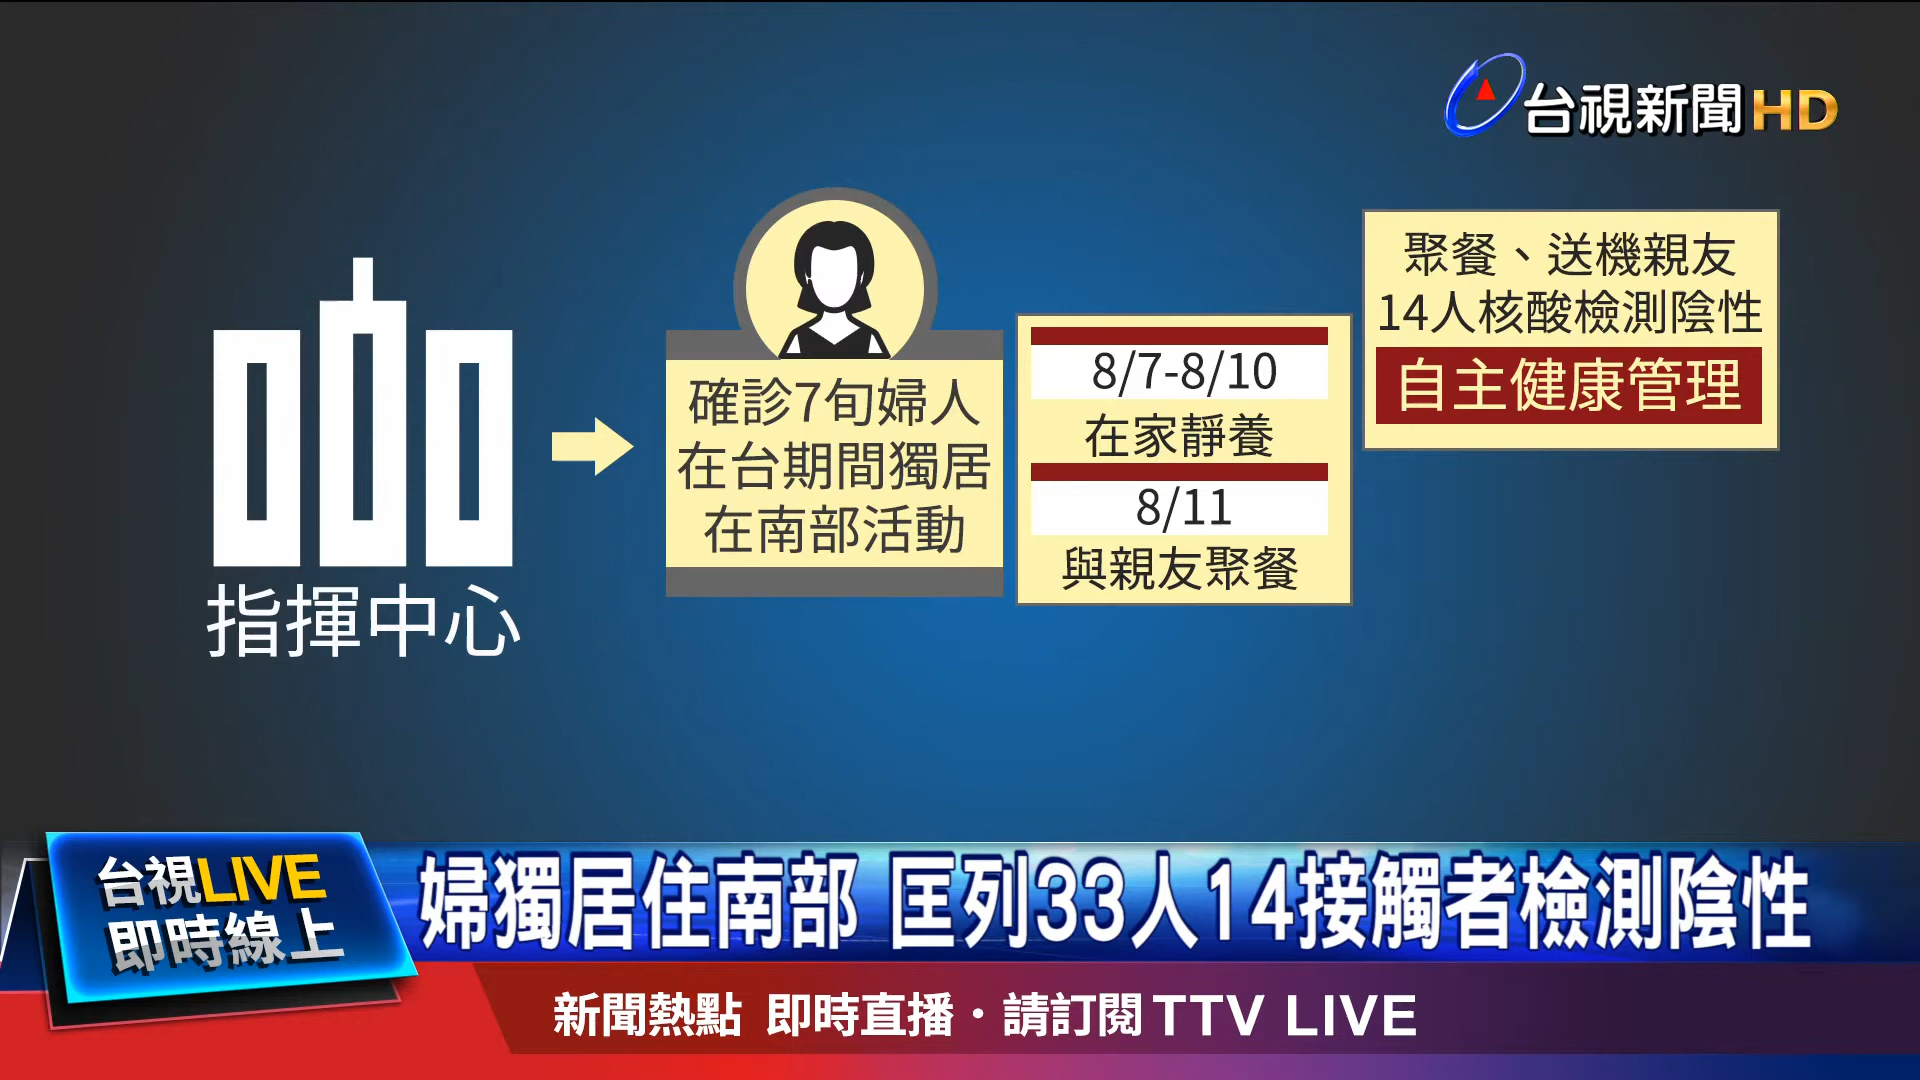 台視新聞HD
指揮中心
確診7旬婦人
在台期間獨居
在南部活動
8/7-8/10
在家靜養
8/11
與親友聚餐
聚餐、送機親友
14人核酸檢測陰性
自主健康管理
台視LIVE
即時線上
婦獨居住南部 匡列33人14接觸者檢測陰性
新聞熱點 即時直播·請訂閱TTV LIVE